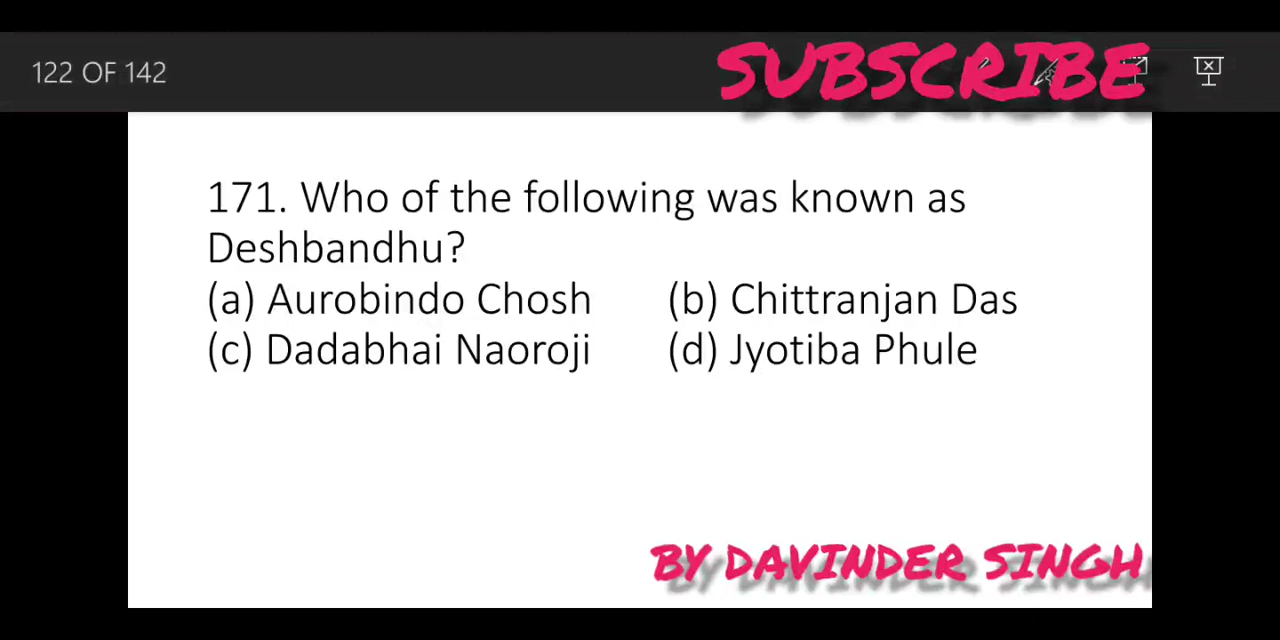 122 OF 142
SUBSCRIBE
171. Who of the following was known as
Deshbandhu?
(a) Aurobindo Chosh (b) Chittranjan Das
(c) Dadabhai Naoroji (d) Jyotiba Phule
BY DAVINDER SINGH